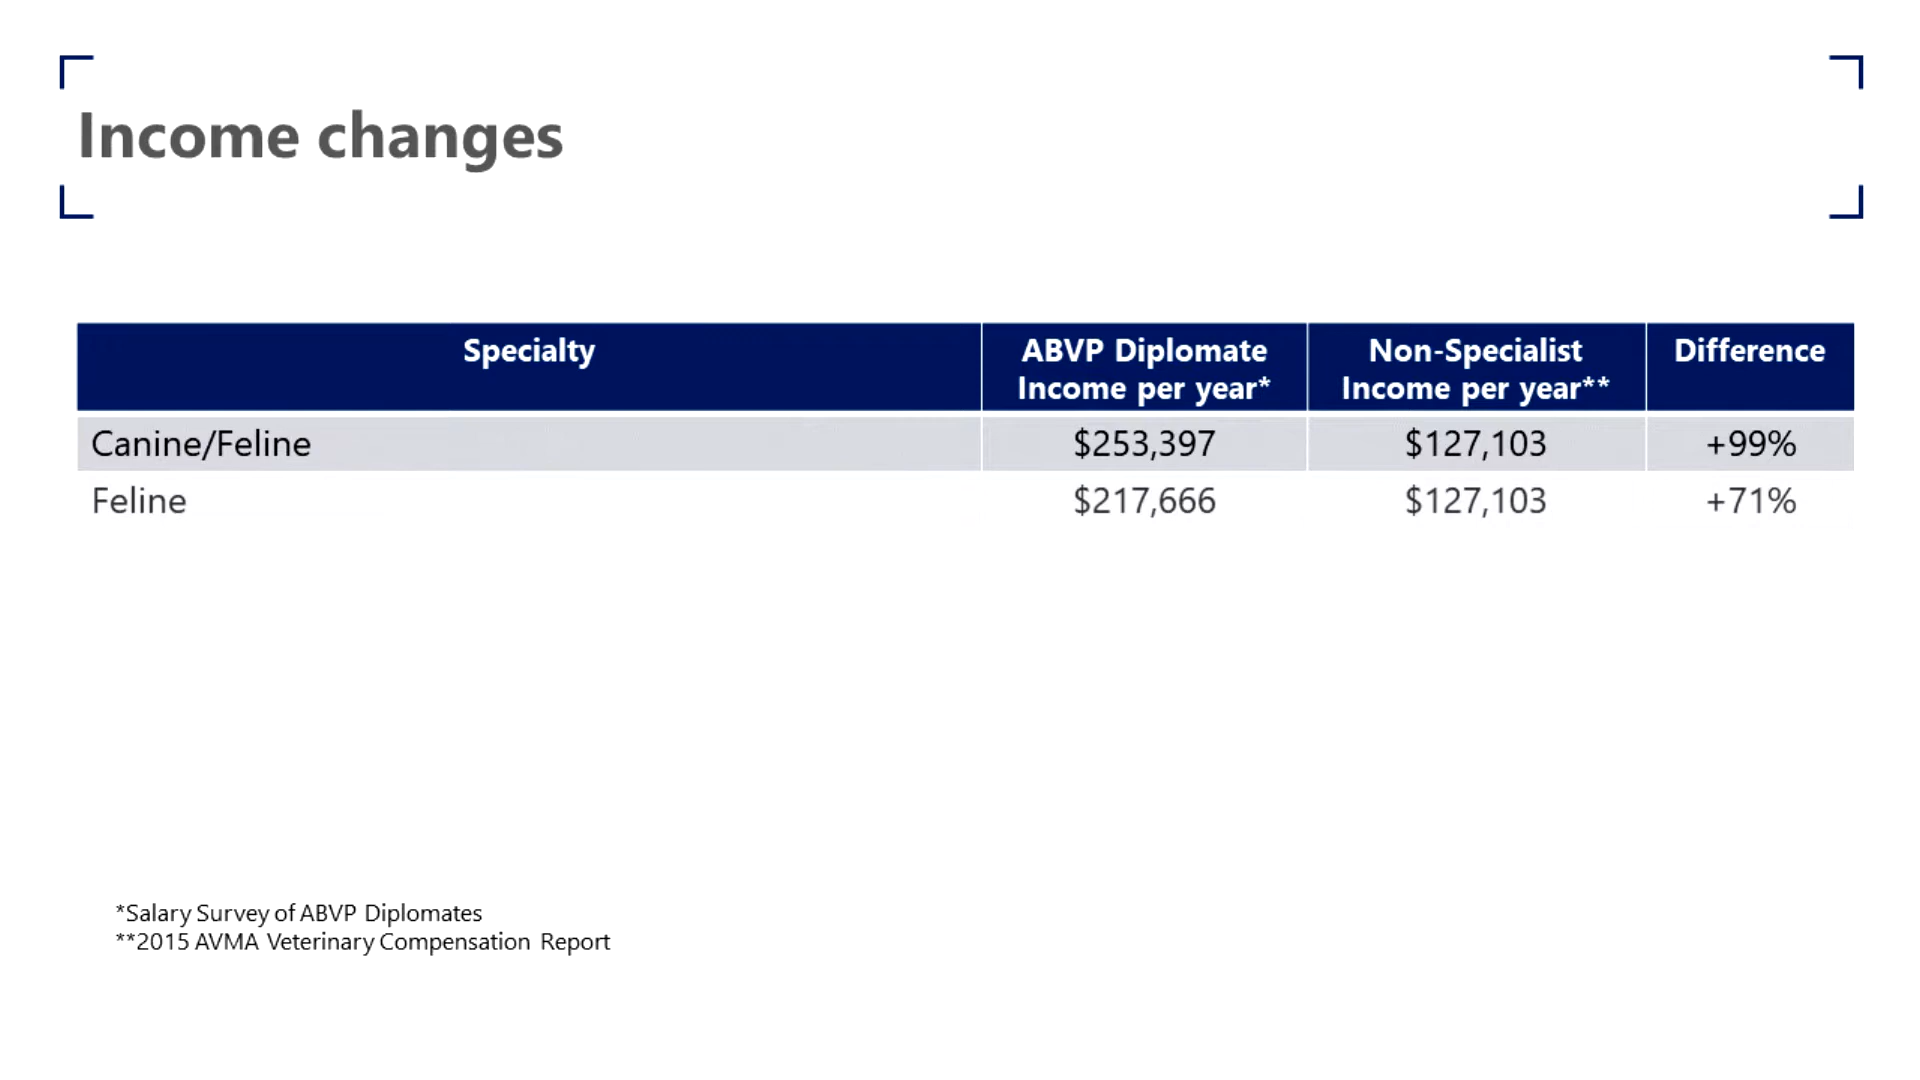 Income changes
Specialty
ABVP Diplomate
Income per year*
Non-Specialist
Income per year**
Difference
Canine/Feline $253,397 $127,103 +99%
Feline $217,666 $127,103 +71%
*Salary Survey of ABVP Diplomates
**2015 AVMA Veterinary Compensation Report